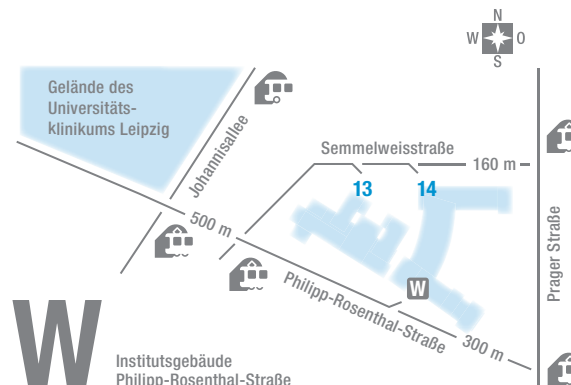 N
W O
S
Gelände des
Universitäts-
klinikums Leipzig
Johannisallee
Semmelweisstraße
160 m
13
14
500 m
Prager Straße
W
Philipp-Rosenthal-Straße
300 m
W
Institutsgebäude
Philipp-Rosenthal-Straße